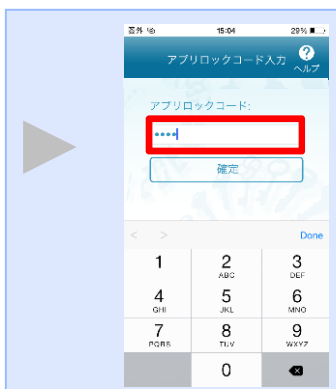 圏外 15:04 29%
アプリロックコード入力 ?
ヘルプ
アプリロックコード:
••••
確定
< > Done
1 2 3
ABC DEF
4 5 6
GHI JKL MNO
7 8 9
PQRS TUV WXYZ
0